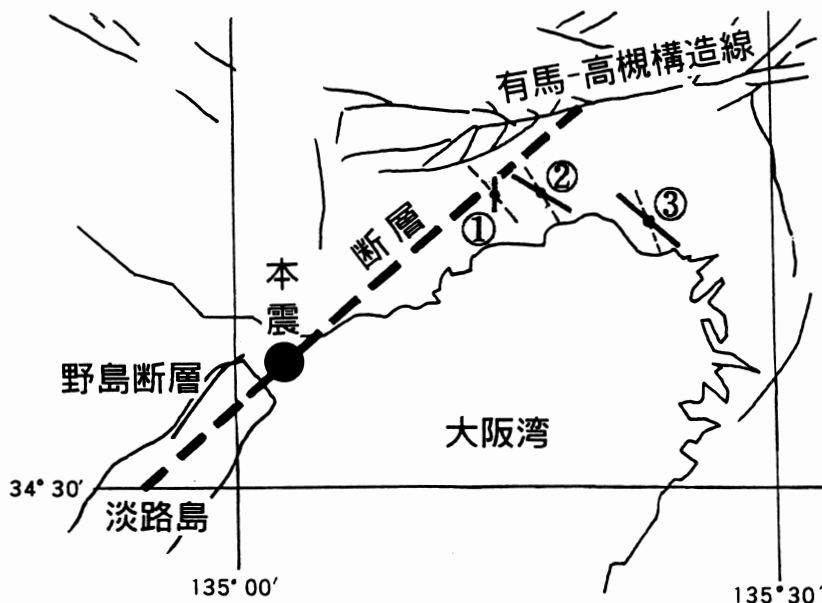 有馬-高槻構造線
②
①
③
断層
本震
野島断層
大阪湾
34°30′
淡路島
135°00′
135°30′